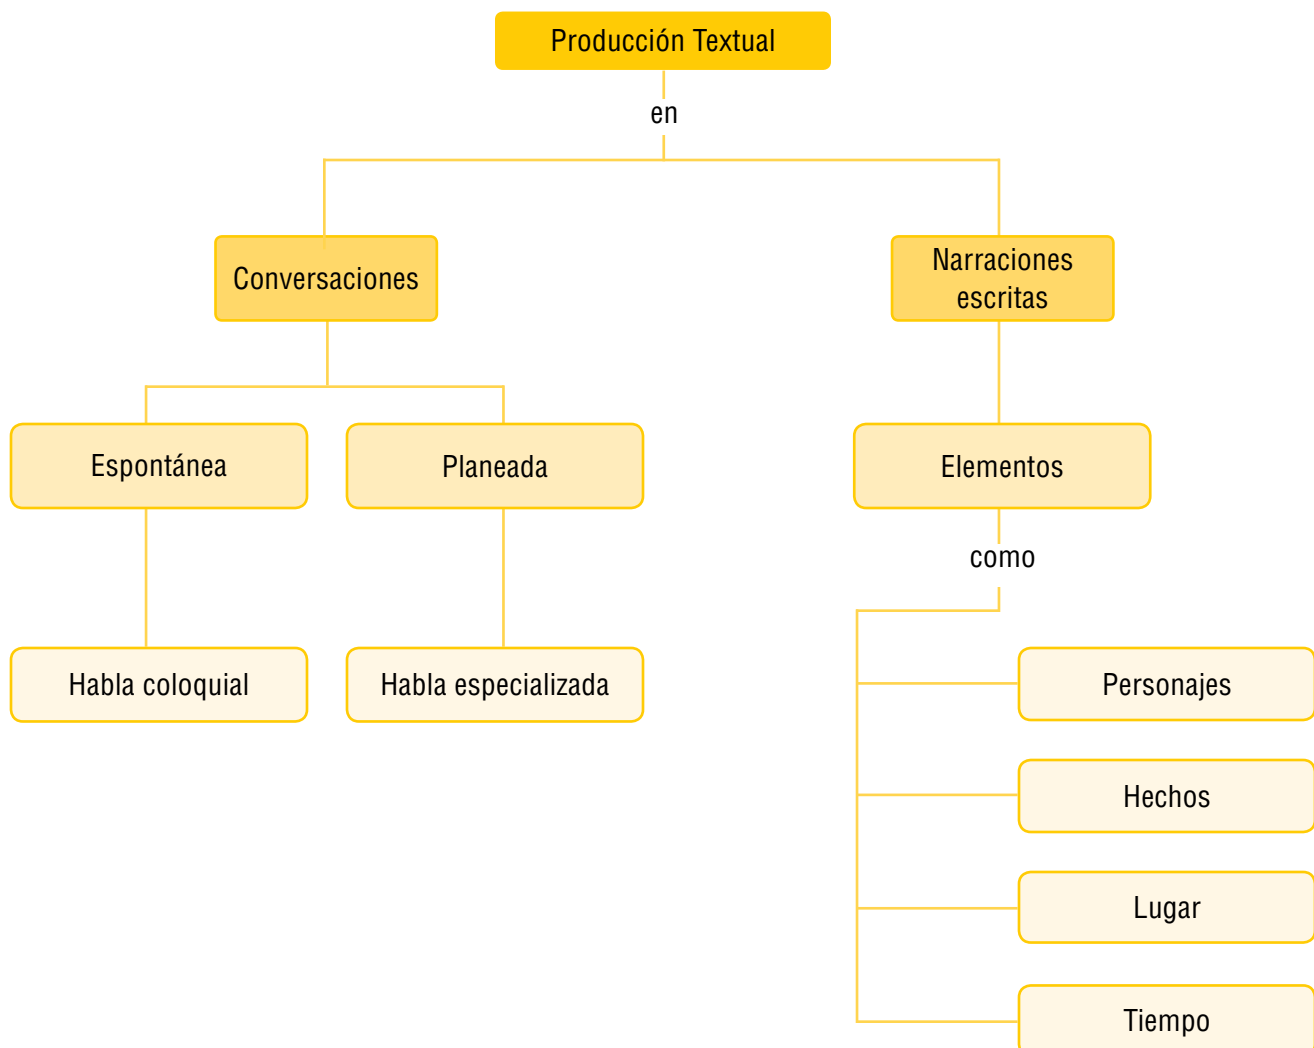 Producción Textual
en
Conversaciones
Narraciones
escritas
Espontánea
Planeada
Elementos
como
Habla coloquial
Habla especializada
Personajes
Hechos
Lugar
Tiempo